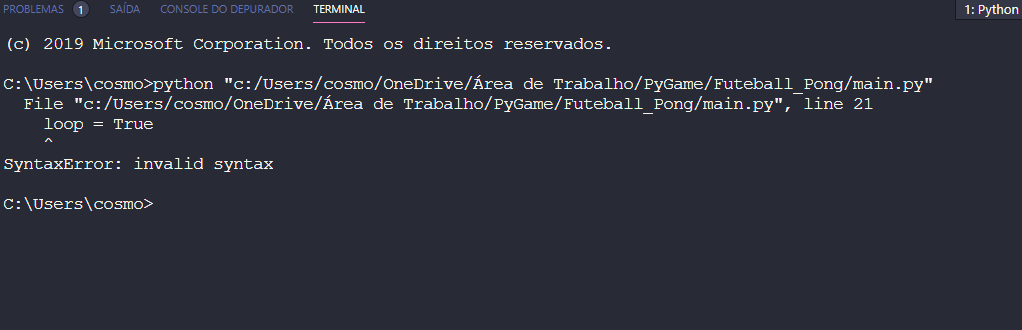 PROBLEMAS 1 SAÍDA CONSOLE DO DEPURADOR TERMINAL 1: Python
(c) 2019 Microsoft Corporation. Todos os direitos reservados.
C:\Users\cosmo>python "c:/Users/cosmo/OneDrive/Área de Trabalho/PyGame/Futeball_Pong/main.py"
File "c:/Users/cosmo/OneDrive/Área de Trabalho/PyGame/Futeball_Pong/main.py", line 21
loop = True
^
SyntaxError: invalid syntax
C:\Users\cosmo>